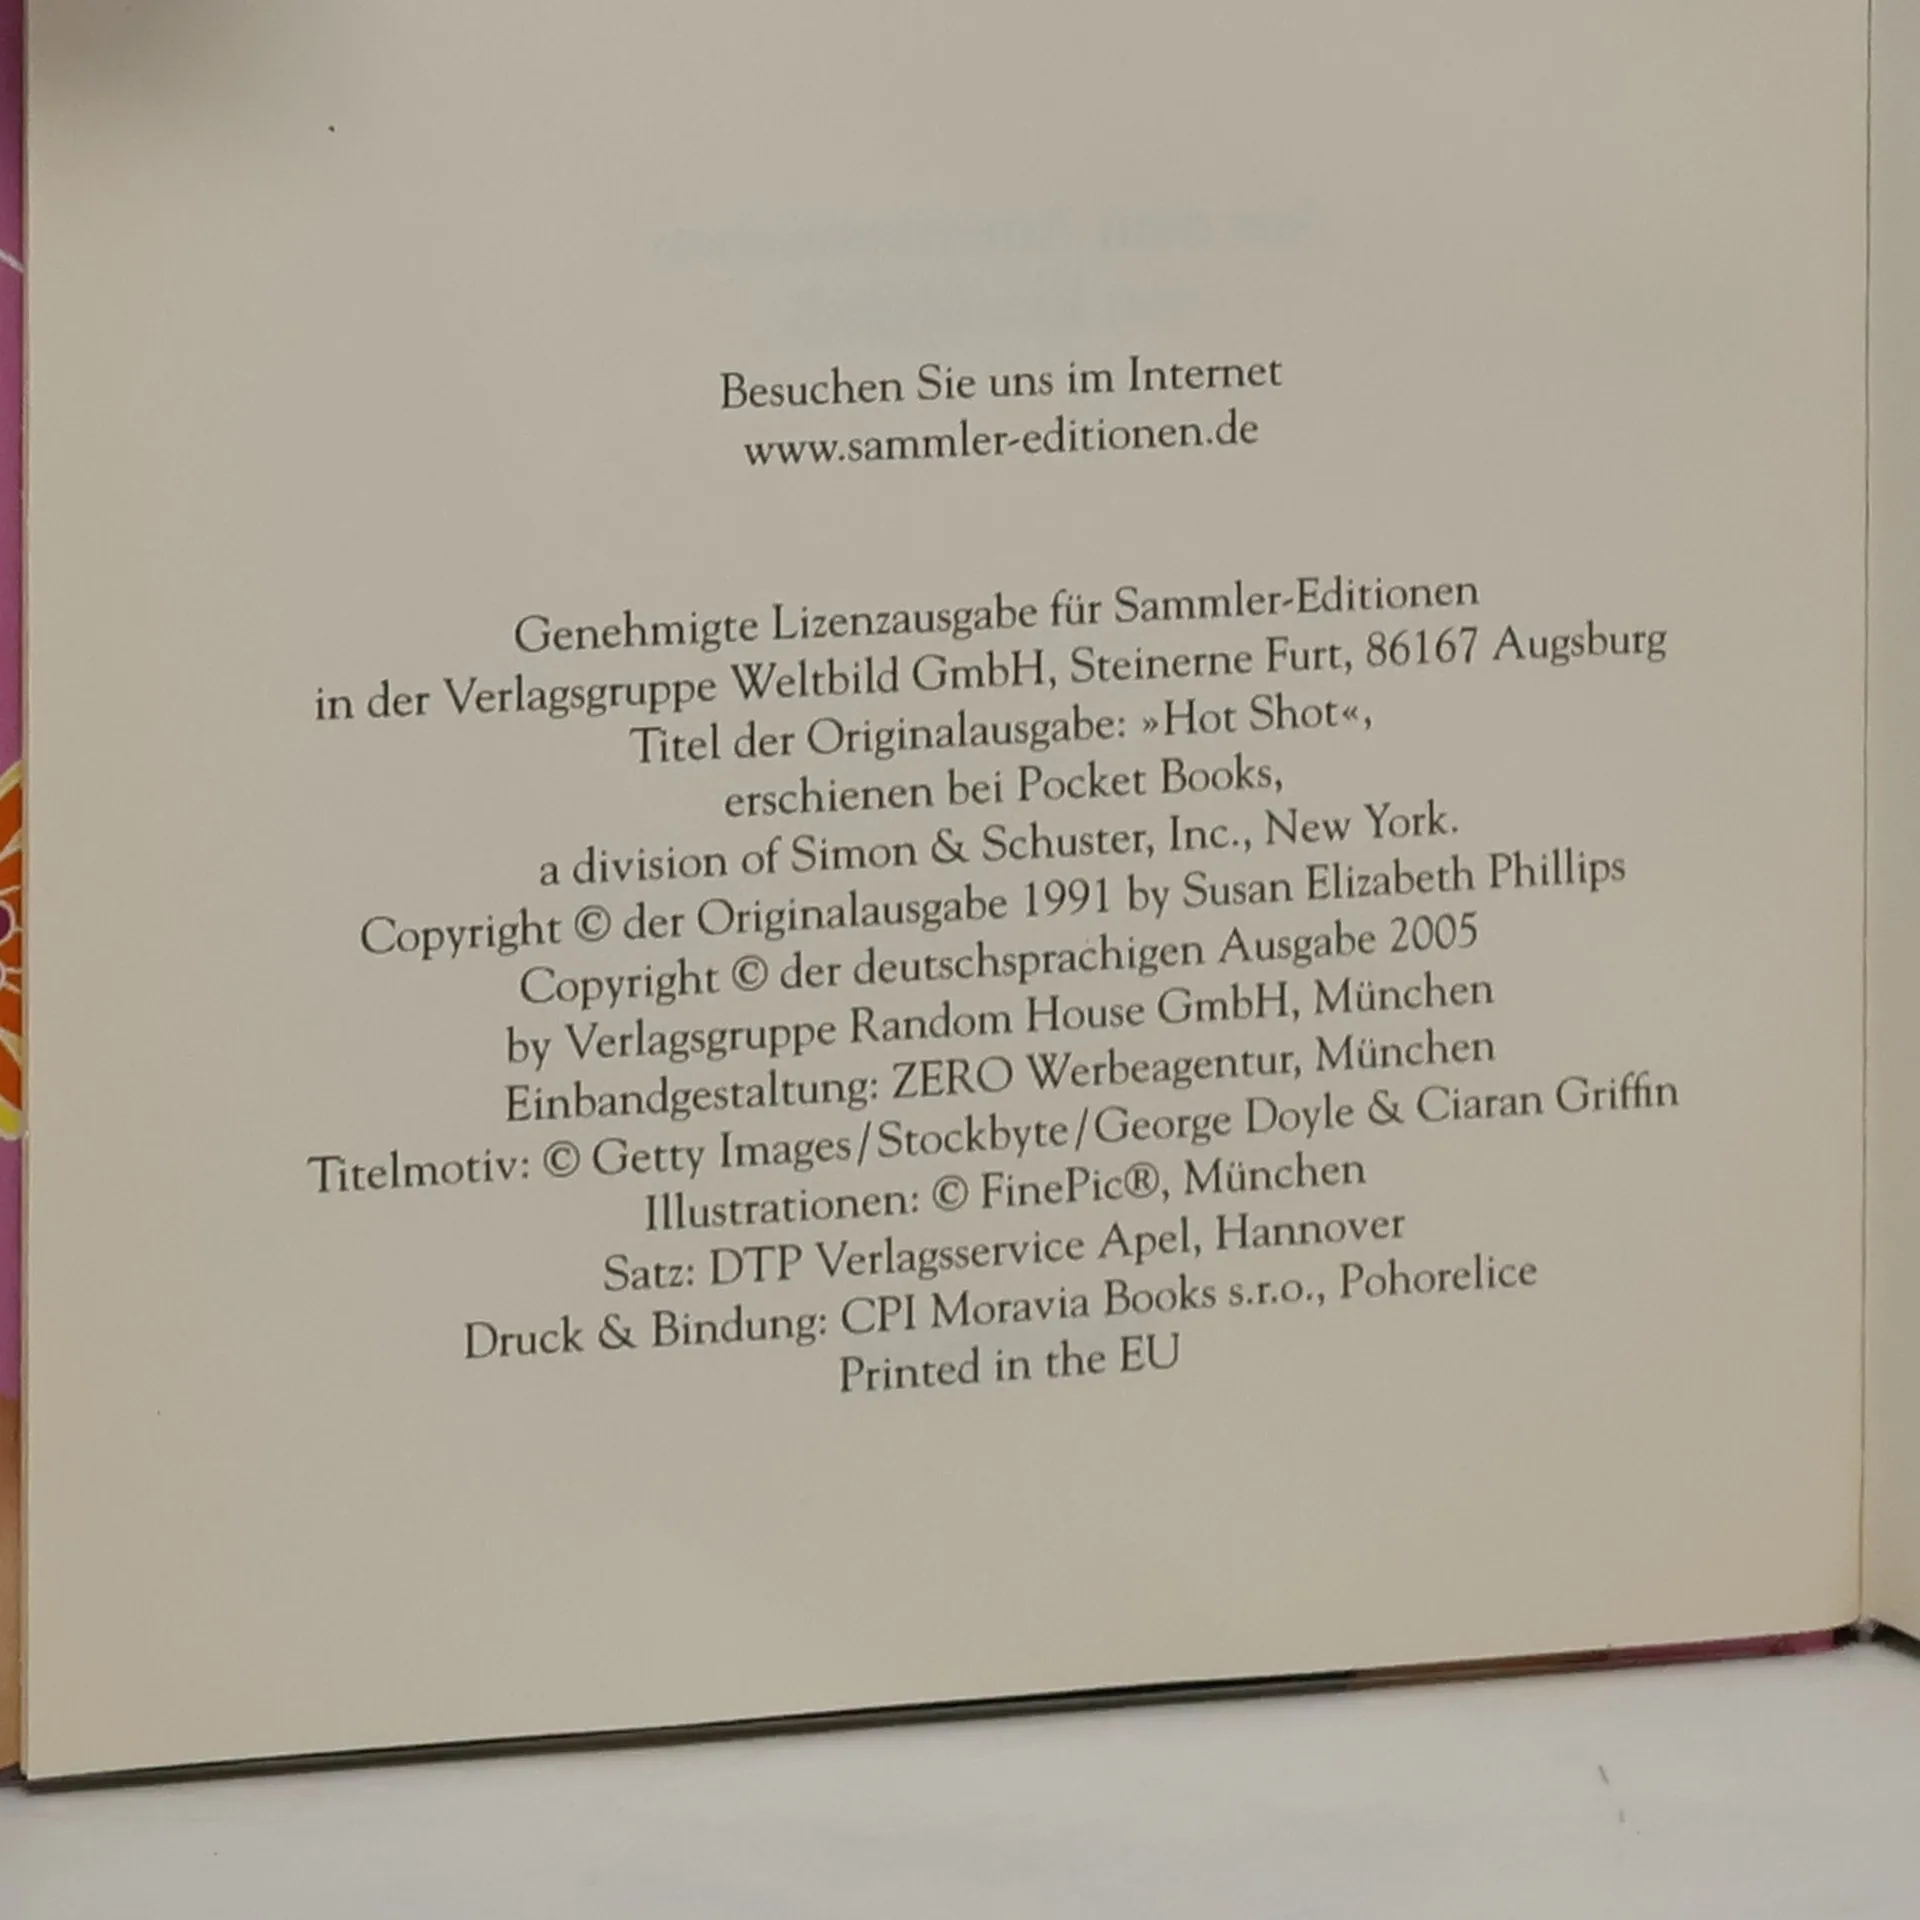 Besuchen Sie uns im Internet
www.sammler-editionen.de
Genehmigte Lizenzausgabe für Sammler-Editionen
in der Verlagsgruppe Weltbild GmbH, Steinerne Furt, 86167 Augsburg
Titel der Originalausgabe: »Hot Shot«,
erschienen bei Pocket Books,
a division of Simon & Schuster, Inc., New York.
Copyright © der Originalausgabe 1991 by Susan Elizabeth Phillips
Copyright © der deutschsprachigen Ausgabe 2005
by Verlagsgruppe Random House GmbH, München
Einbandgestaltung: ZERO Werbeagentur, München
Titelmotiv: © Getty Images/Stockbyte/George Doyle & Ciaran Griffin
Illustrationen: © FinePic®, München
Satz: DTP Verlagsservice Apel, Hannover
Druck & Bindung: CPI Moravia Books s.r.o., Pohorelice
Printed in the EU